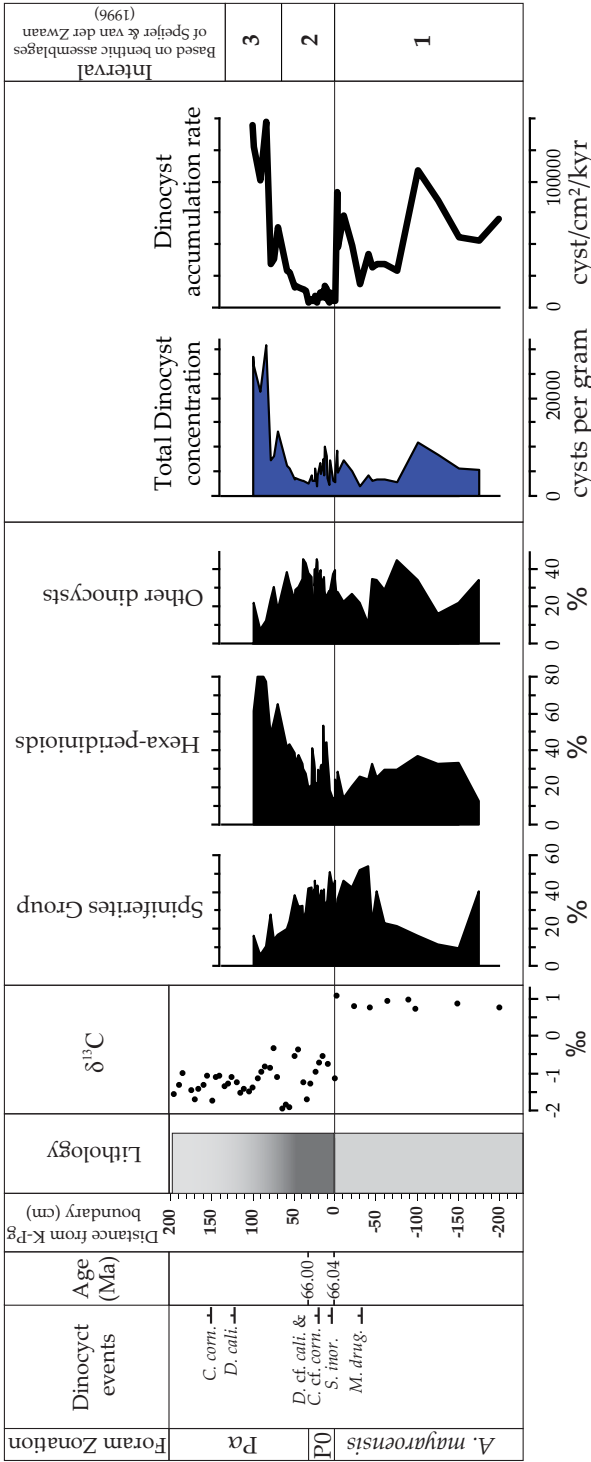 Interval
Based on benthic assemblages
of Speijer & van der Zwaan
(1996)
3
2
1
Dinocyst
accumulation rate
0
100000
cyst/cm²/kyr
Total Dinocyst
concentration
0
20000
cysts per gram
Other dinocysts
0
20
40
%
Hexa-peridinioids
0
20
40
60
80
%
Spiniferites Group
0
20
40
60
%
δ¹³C
-2
-1
0
1
‰
Lithology
Distance from K-Pg
boundary (cm)
200
150
100
50
0
-50
-100
-150
-200
Age
(Ma)
66.00
66.04
Dinocyct
events
C. corn.
D. cali.
D. cf. cali. &
C. cf. corn.
S. inor.
M. drug.
Foram Zonation
Pα
P0
A. mayaroensis